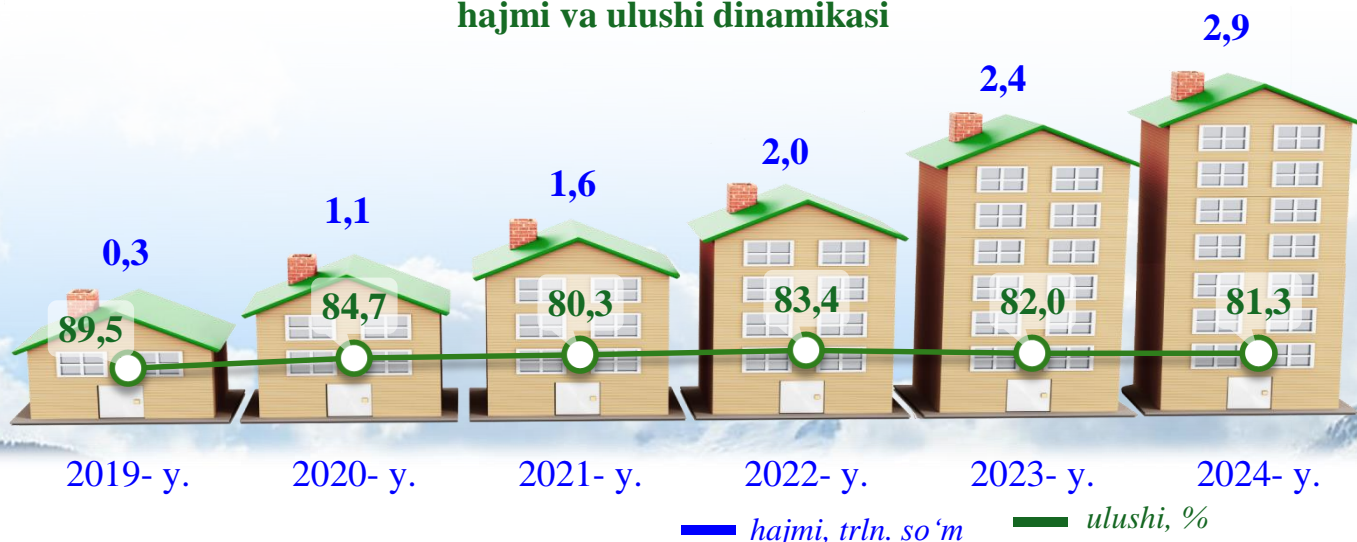 hajmi va ulushi dinamikasi
2,9
2,4
2,0
1,6
1,1
0,3
89,5
84,7
80,3
83,4
82,0
81,3
2019- y.
2020- y.
2021- y.
2022- y.
2023- y.
2024- y.
hajmi, trln. so‘m
ulushi, %